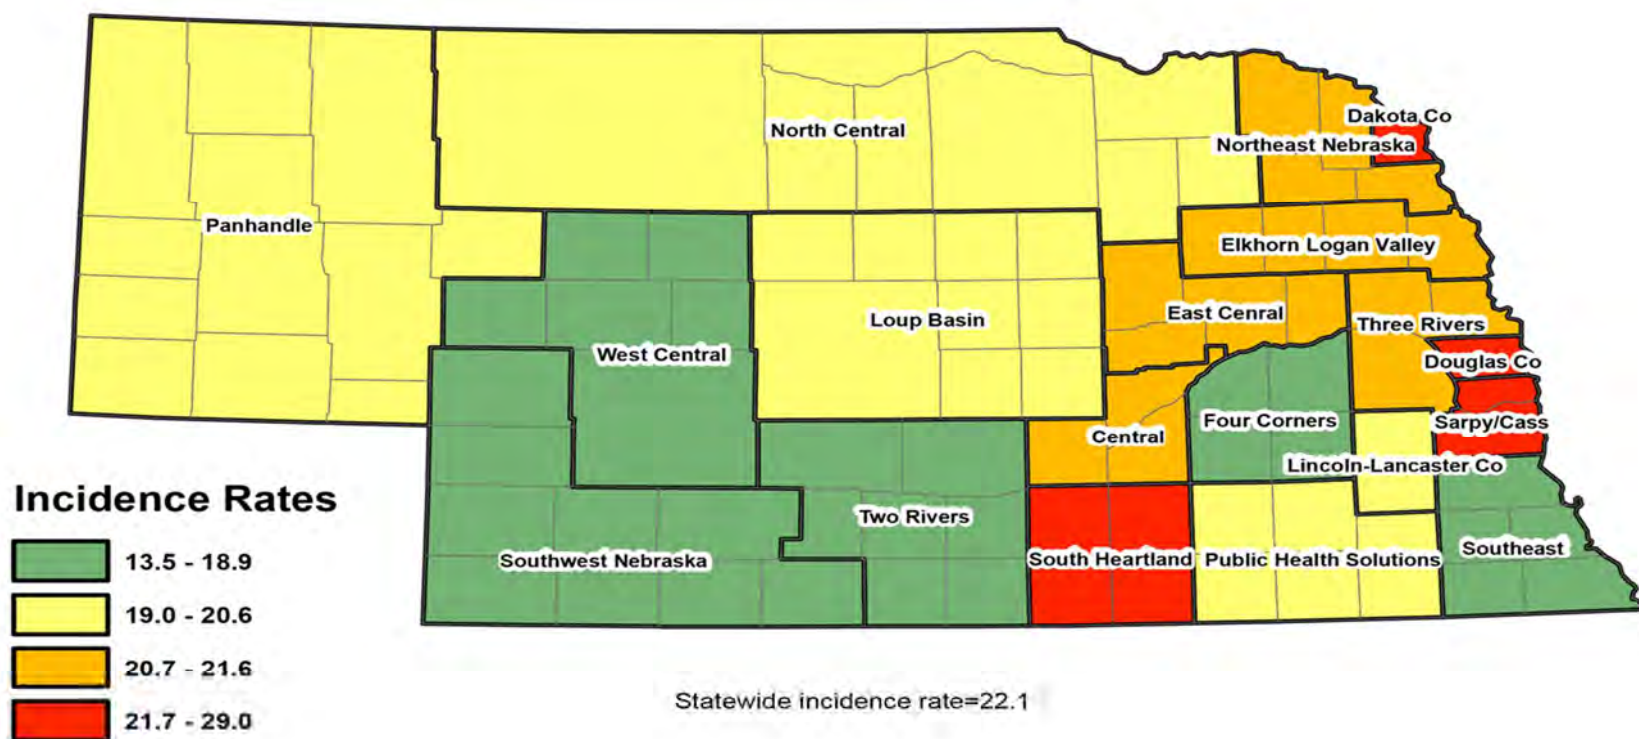 Dakota Co
North Central
Northeast Nebraska
Panhandle
Elkhorn Logan Valley
East Cenral
Loup Basin
Three Rivers
West Central
Douglas Co
Four Corners
Sarpy/Cass
Central
Lincoln-Lancaster Co
Two Rivers
Southeast
Southwest Nebraska
South Heartland
Public Health Solutions
Incidence Rates
13.5 - 18.9
19.0 - 20.6
20.7 - 21.6
21.7 - 29.0
Statewide incidence rate=22.1